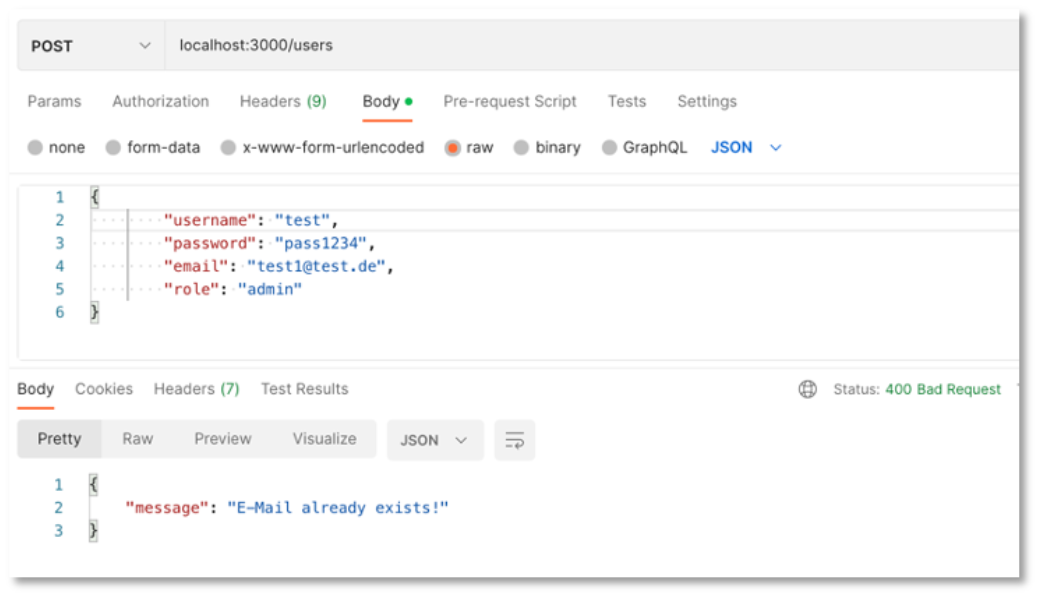 POST localhost:3000/users
Params Authorization Headers (9) Body Pre-request Script Tests Settings
none form-data x-www-form-urlencoded raw binary GraphQL JSON
1 {
2 "username": "test",
3 "password": "pass1234",
4 "email": "test1@test.de",
5 "role": "admin"
6 }
Body Cookies Headers (7) Test Results Status: 400 Bad Request
Pretty Raw Preview Visualize JSON
1 {
2 "message": "E-Mail already exists!"
3 }